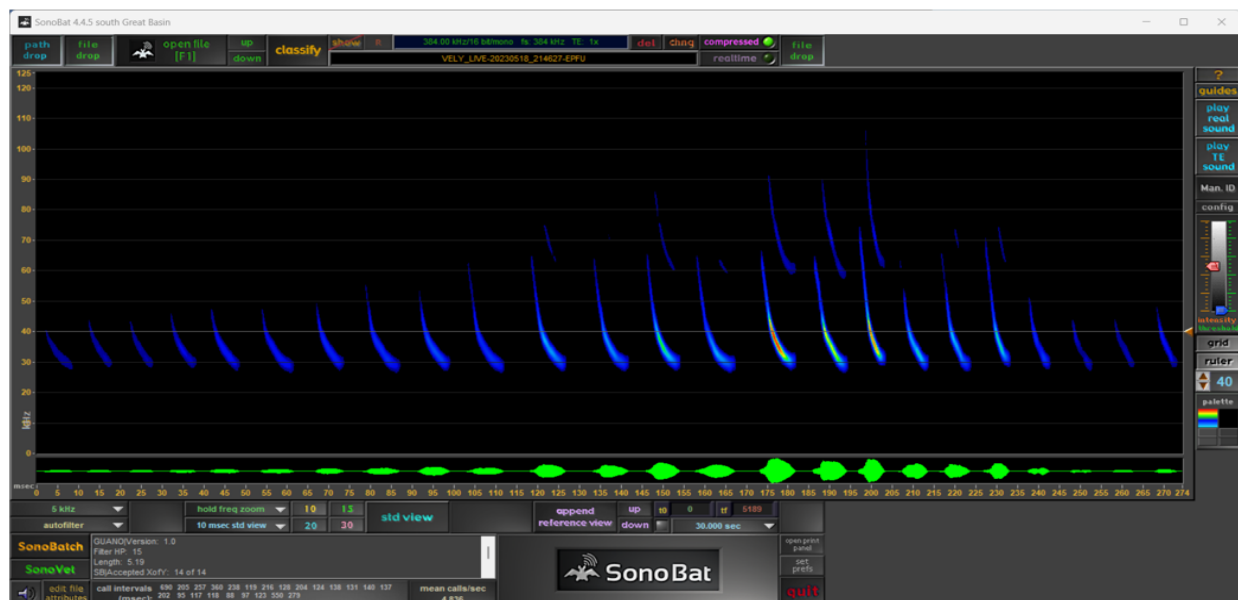 SonoBat 4.4.5 south Great Basin
path drop
file drop
open file [F1]
up
down
classify
show
R
384.00 kHz/16 bit/mono fs: 384 kHz TE: 1x
VELY_LIVE-20230518_214627-EPFU
del
chng
compressed
realtime
file drop
?
guides
play real sound
play TE sound
Man. ID
config
intensity
threshold
grid
ruler
40
palette
125
120
110
100
90
80
70
60
50
40
30
20
10
0
kHz
msec
0 5 10 15 20 25 30 35 40 45 50 55 60 65 70 75 80 85 90 95 100 105 110 115 120 125 130 135 140 145 150 155 160 165 170 175 180 185 190 195 200 205 210 215 220 225 230 235 240 245 250 255 260 265 270 274
5 kHz
autofilter
hold freq zoom
10 msec std view
10 15
20 30
std view
append reference view
up
down
t0 0 tf 5189
30.000 sec
SonoBatch
SonoVet
edit file attributes
GUANO|Version: 1.0
Filter HP: 15
Length: 5.19
SB|Accepted XofY: 14 of 14
call intervals (msec):
690 205 257 360 238 119 216 128 204 124 138 131 140 137
202 95 117 118 88 97 123 550 279
mean calls/sec
4.836
SonoBat
open print panel
set prefs
quit